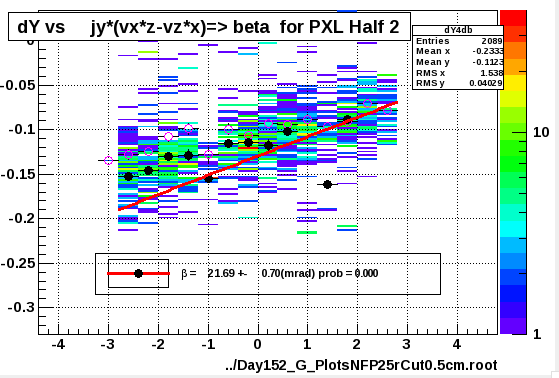 dY vs jy*(vx*z-vz*x)=> beta for PXL Half 2
dY4db
Entries 2089
Mean x -0.2333
Mean y -0.1123
RMS x 1.538
RMS y 0.04029
0
-0.05
-0.1
-0.15
-0.2
-0.25
-0.3
10
1
β = 21.69 +- 0.70(mrad) prob = 0.000
-4 -3 -2 -1 0 1 2 3 4
../Day152_G_PlotsNFP25rCut0.5cm.root